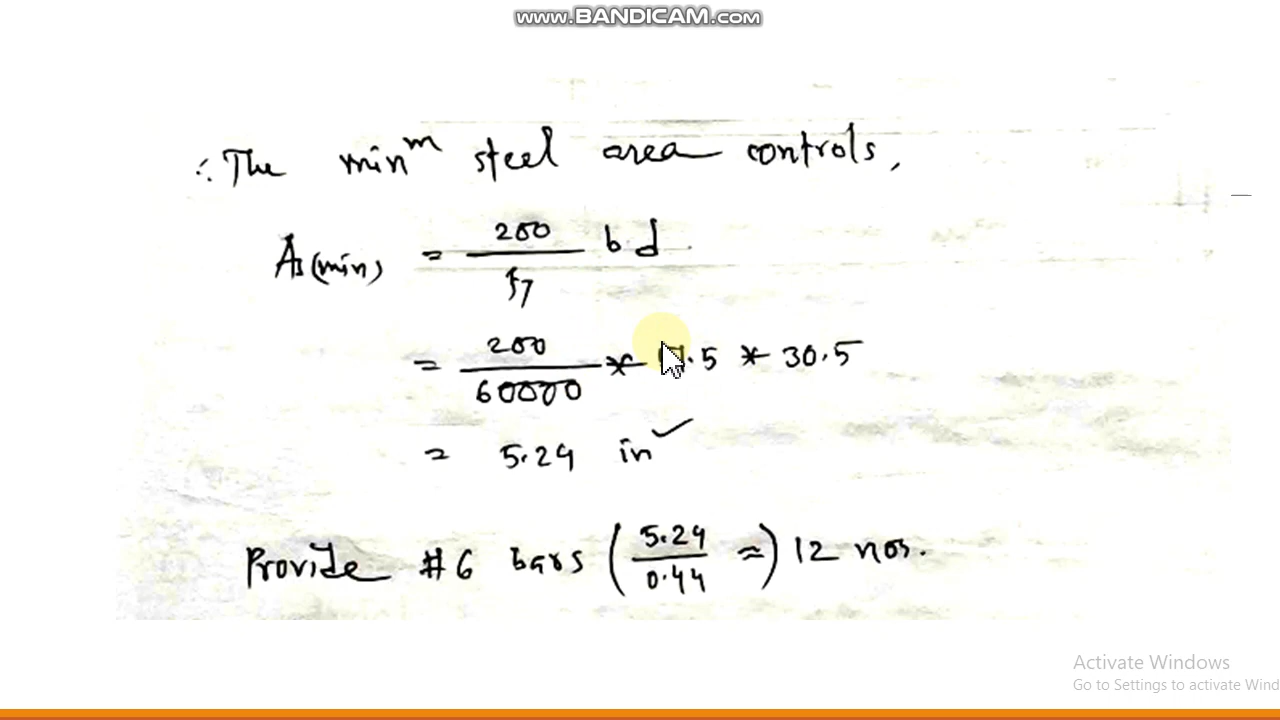 WWW.BANDICAM.COM
∴ The minᵐ steel area controls,
As(min) = 200/fy b d
= 200/60000 * .5 * 30.5
= 5.24 in
Provide #6 bars (5.24/0.44 ≈) 12 nos.
Activate Windows
Go to Settings to activate Wind